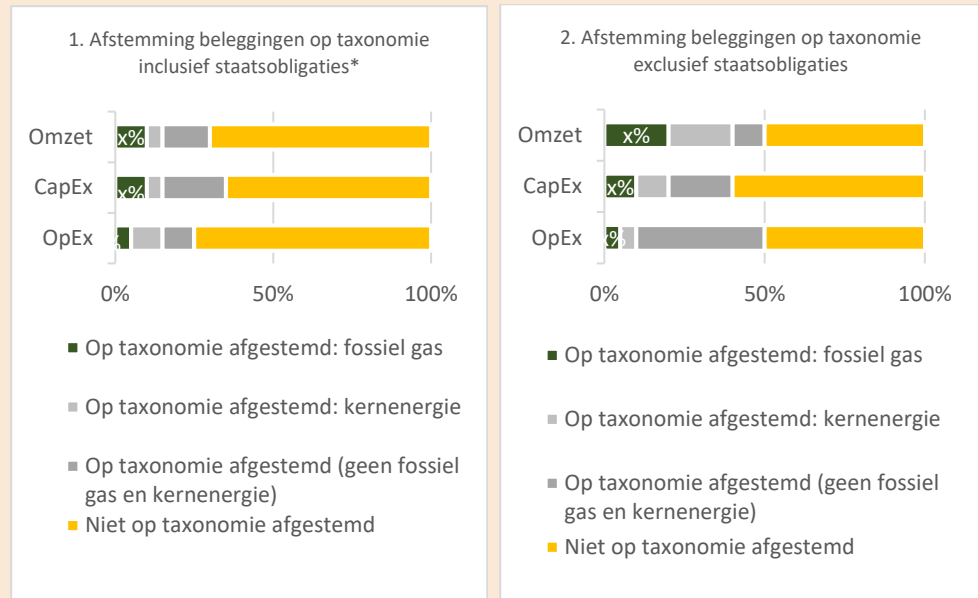 1. Afstemming beleggingen op taxonomie
inclusief staatsobligaties*
Omzet
x%
CapEx
x%
OpEx
%
0%
50%
100%
■ Op taxonomie afgestemd: fossiel gas
■ Op taxonomie afgestemd: kernenergie
■ Op taxonomie afgestemd (geen fossiel
gas en kernenergie)
■ Niet op taxonomie afgestemd
2. Afstemming beleggingen op taxonomie
exclusief staatsobligaties
Omzet
x%
CapEx
x%
OpEx
x%
0%
50%
100%
■ Op taxonomie afgestemd: fossiel gas
■ Op taxonomie afgestemd: kernenergie
■ Op taxonomie afgestemd (geen fossiel
gas en kernenergie)
■ Niet op taxonomie afgestemd